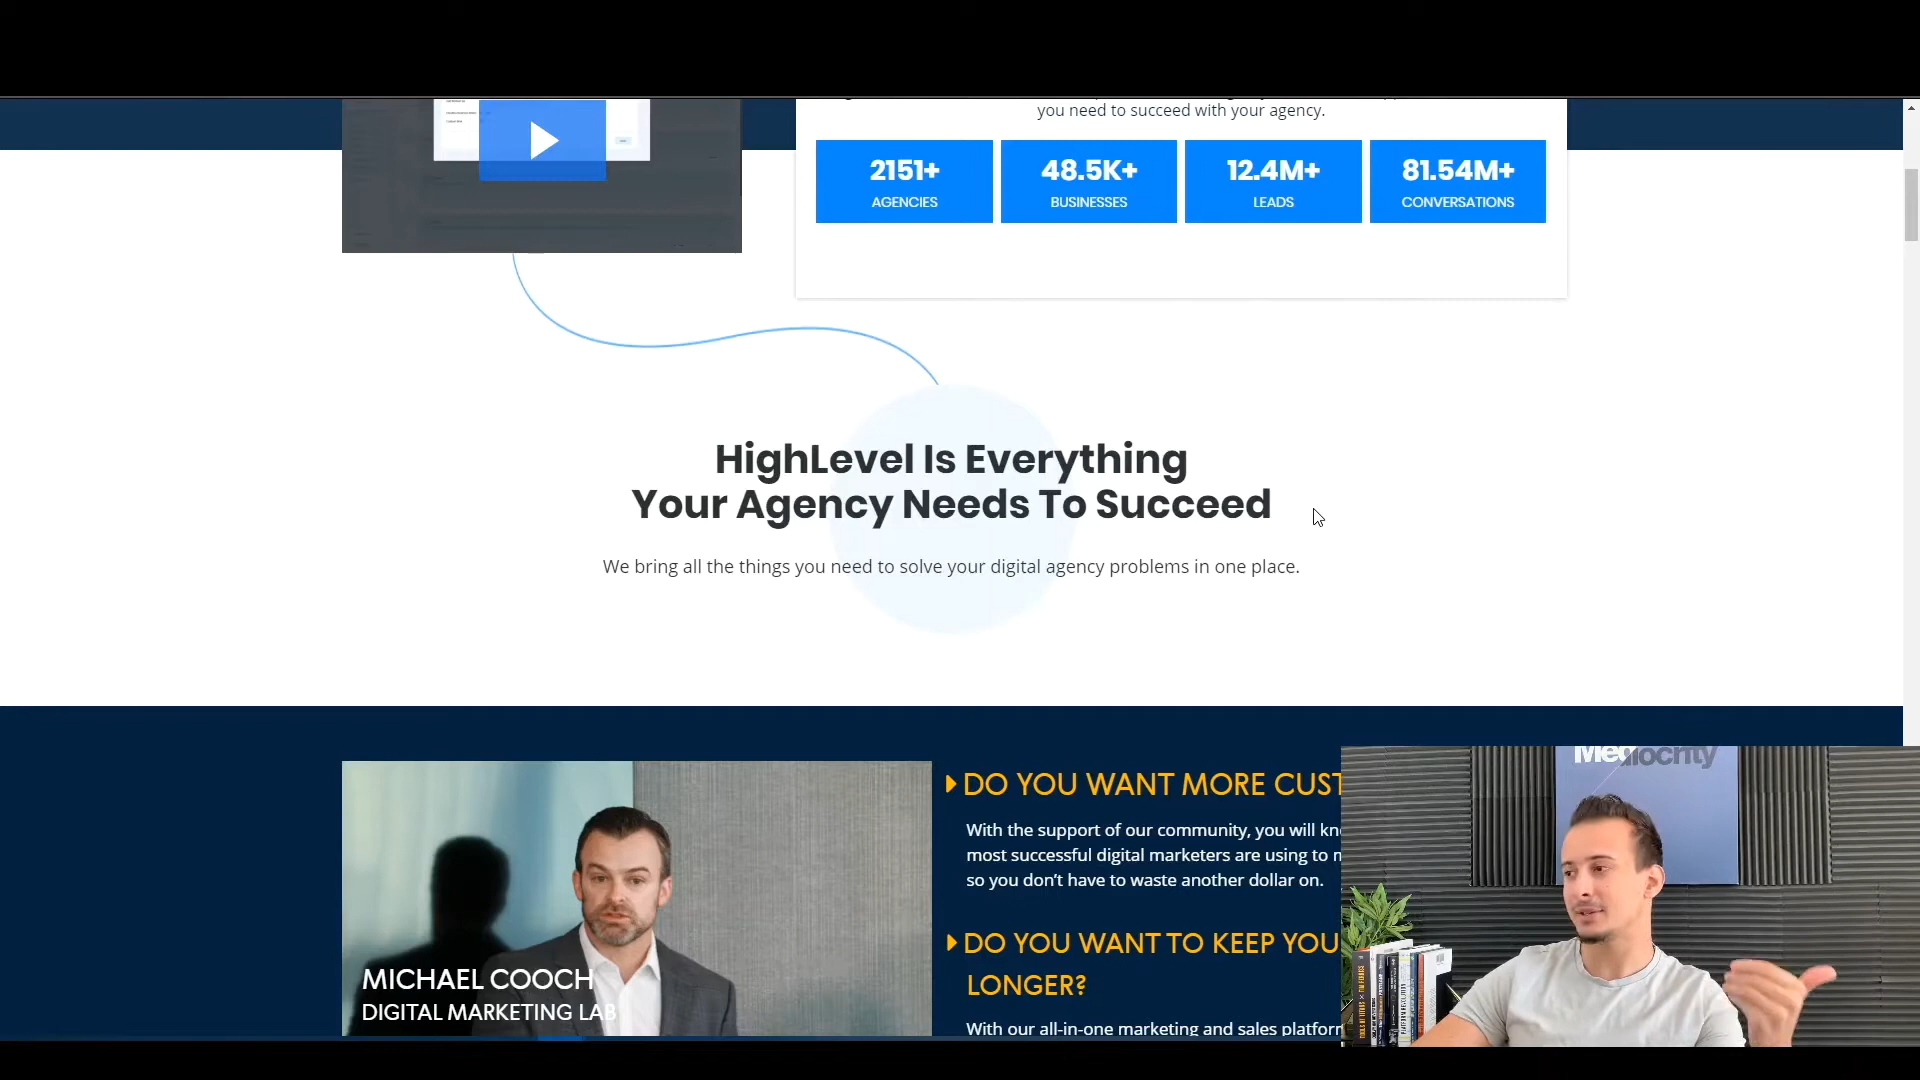 you need to succeed with your agency.
2151+
AGENCIES
48.5K+
BUSINESSES
12.4M+
LEADS
81.54M+
CONVERSATIONS
HighLevel Is Everything
Your Agency Needs To Succeed
We bring all the things you need to solve your digital agency problems in one place.
MICHAEL COOCH
DIGITAL MARKETING LAB
DO YOU WANT MORE CUST
With the support of our community, you will kn
most successful digital marketers are using to
so you don't have to waste another dollar on.
DO YOU WANT TO KEEP YOU
LONGER?
With our all-in-one marketing and sales platfor
Mediocrity